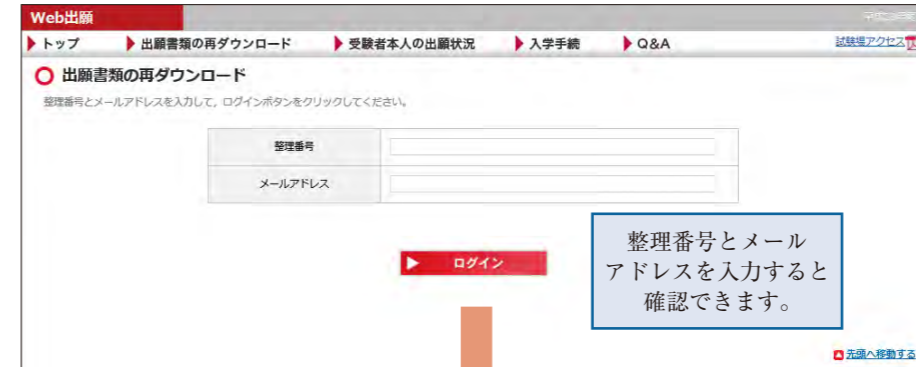 Web出願
トップ 出願書類の再ダウンロード 受験者本人の出願状況 入学手続 Q&A 試験場アクセス
出願書類の再ダウンロード
整理番号とメールアドレスを入力して，ログインボタンをクリックしてください。
整理番号
メールアドレス
ログイン
整理番号とメール
アドレスを入力すると
確認できます。
先頭へ移動する